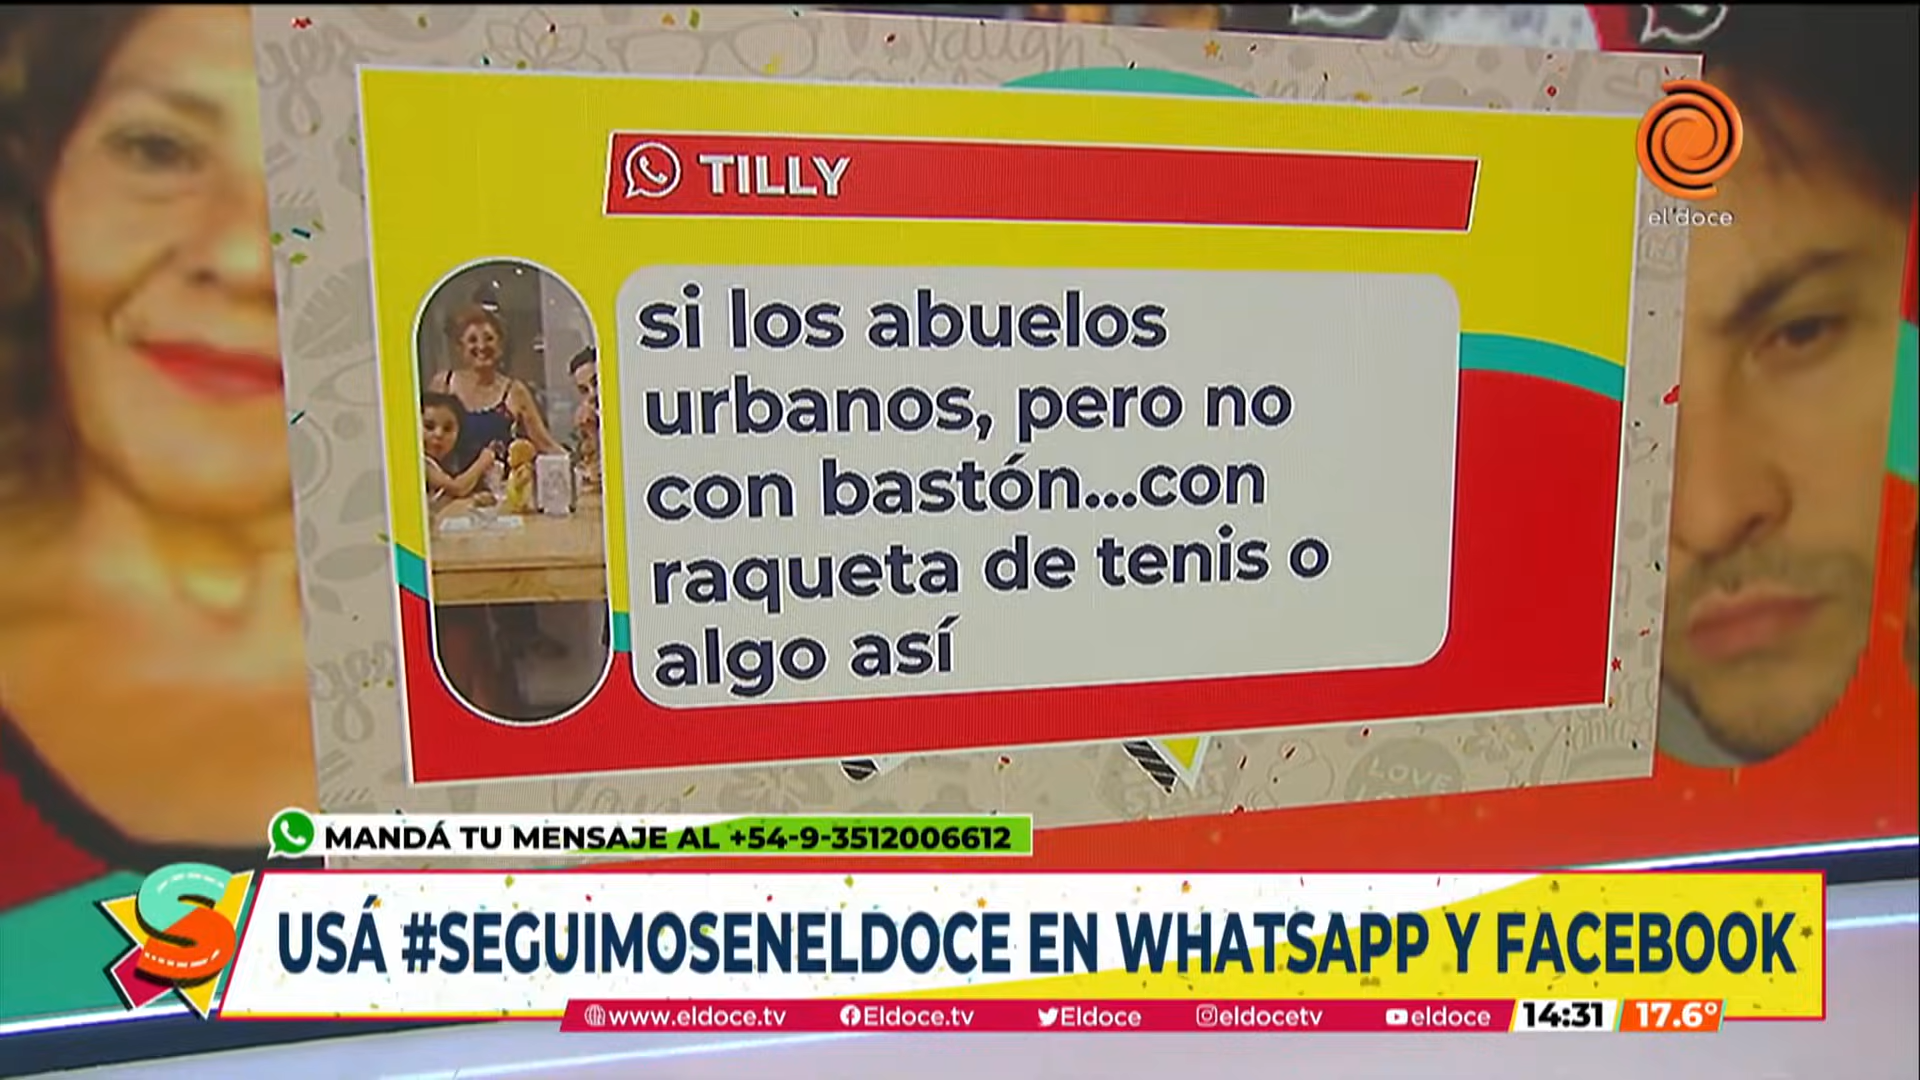 laugh
el doce
TILLY
si los abuelos
urbanos, pero no
con bastón...con
raqueta de tenis o
algo así
LOVE
MANDÁ TU MENSAJE AL +54-9-3512006612
S
USÁ #SEGUIMOSENELDOCE EN WHATSAPP Y FACEBOOK
www.eldoce.tv
Eldoce.tv
Eldoce
eldocetv
eldoce
14:31
17.6°